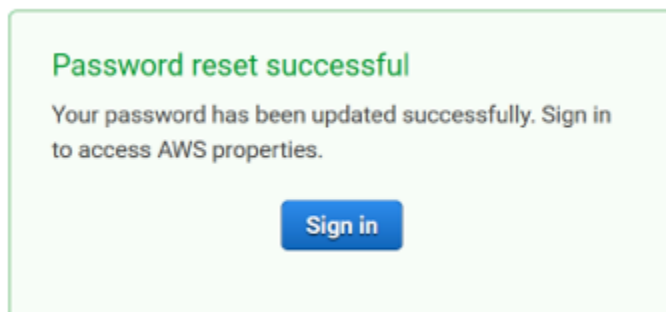 Password reset successful
Your password has been updated successfully. Sign in
to access AWS properties.
Sign in